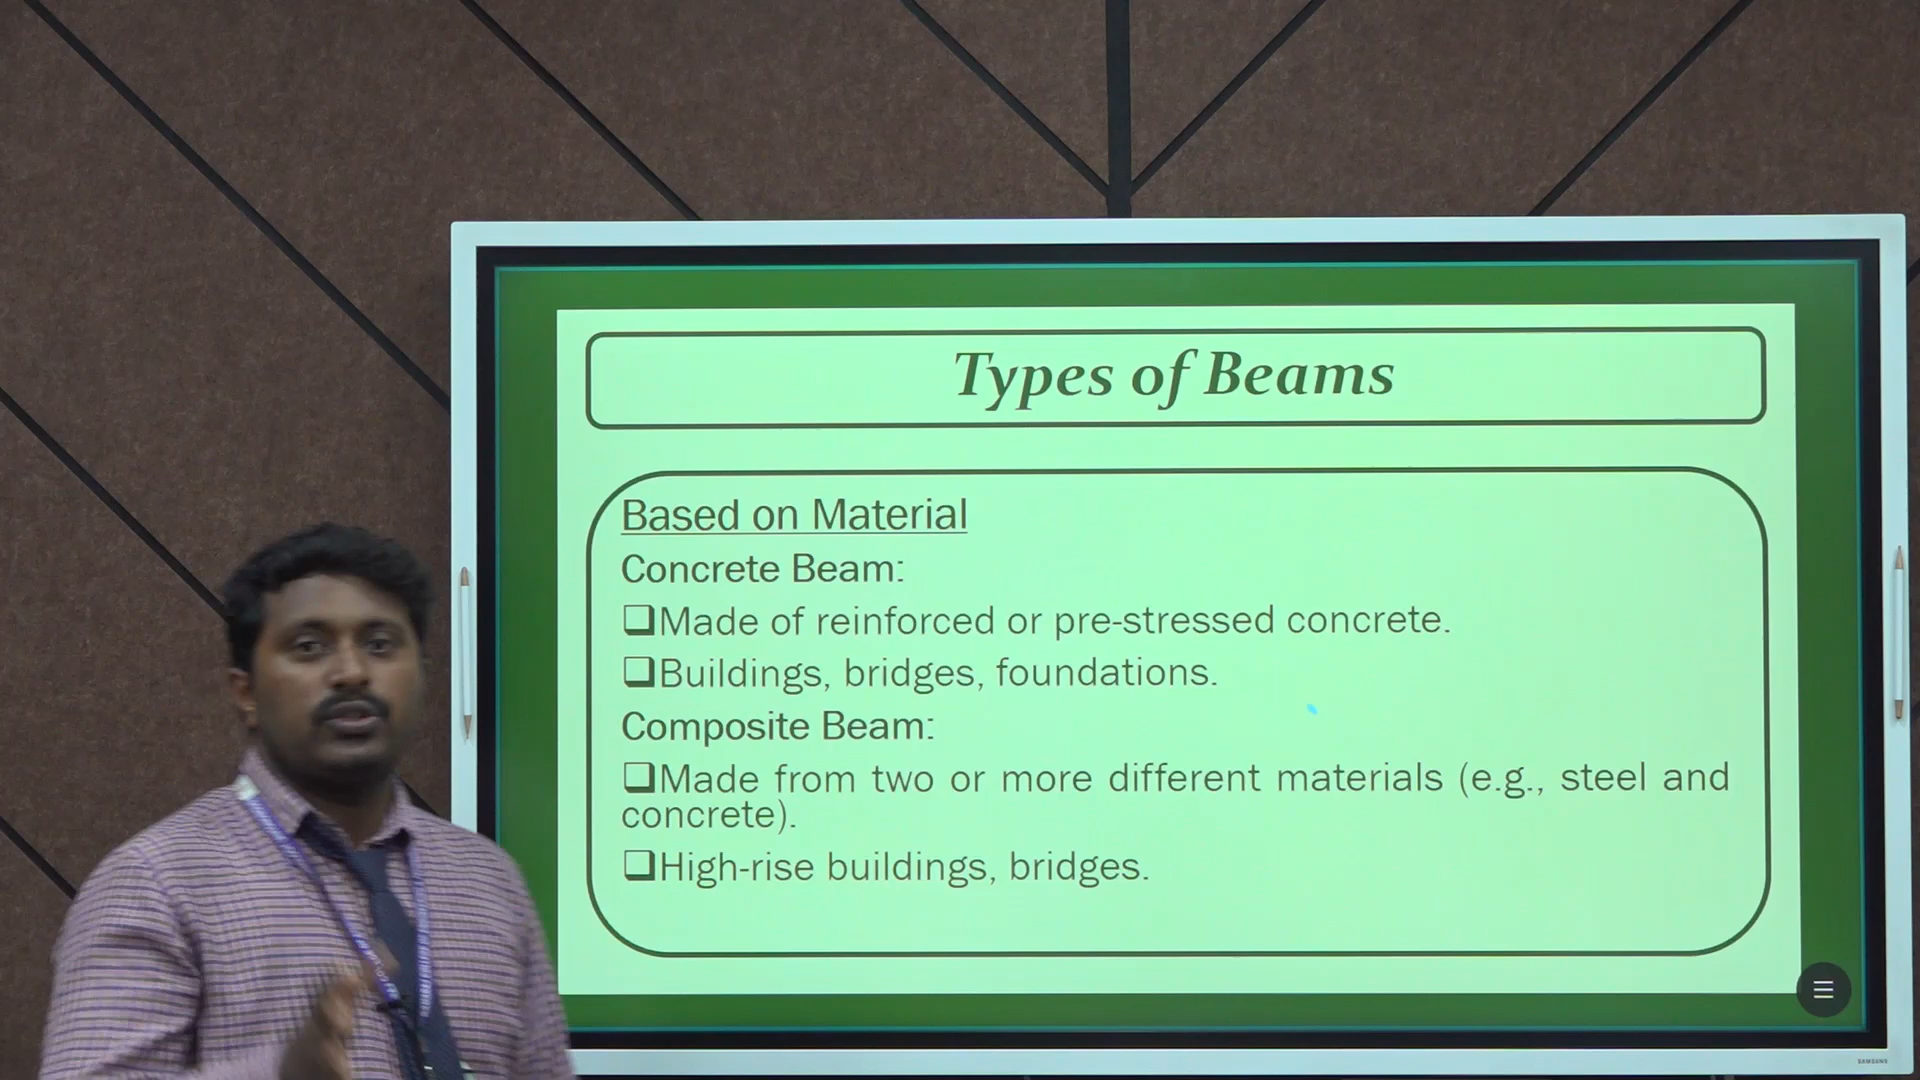 Types of Beams
Based on Material
Concrete Beam:
❑Made of reinforced or pre-stressed concrete.
❑Buildings, bridges, foundations.
Composite Beam:
❑Made from two or more different materials (e.g., steel and
concrete).
❑High-rise buildings, bridges.
SAMSUNG